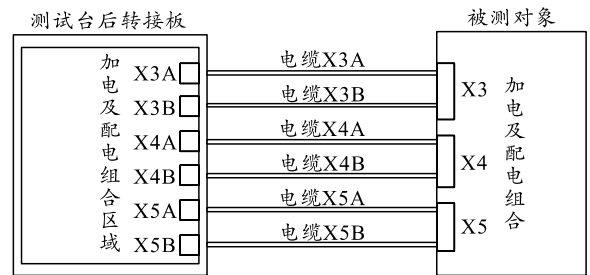 测试台后转接板
被测对象
加电及配电组合区域
X3A
X3B
X4A
X4B
X5A
X5B
电缆X3A
电缆X3B
电缆X4A
电缆X4B
电缆X5A
电缆X5B
X3
X4
X5
加电及配电组合